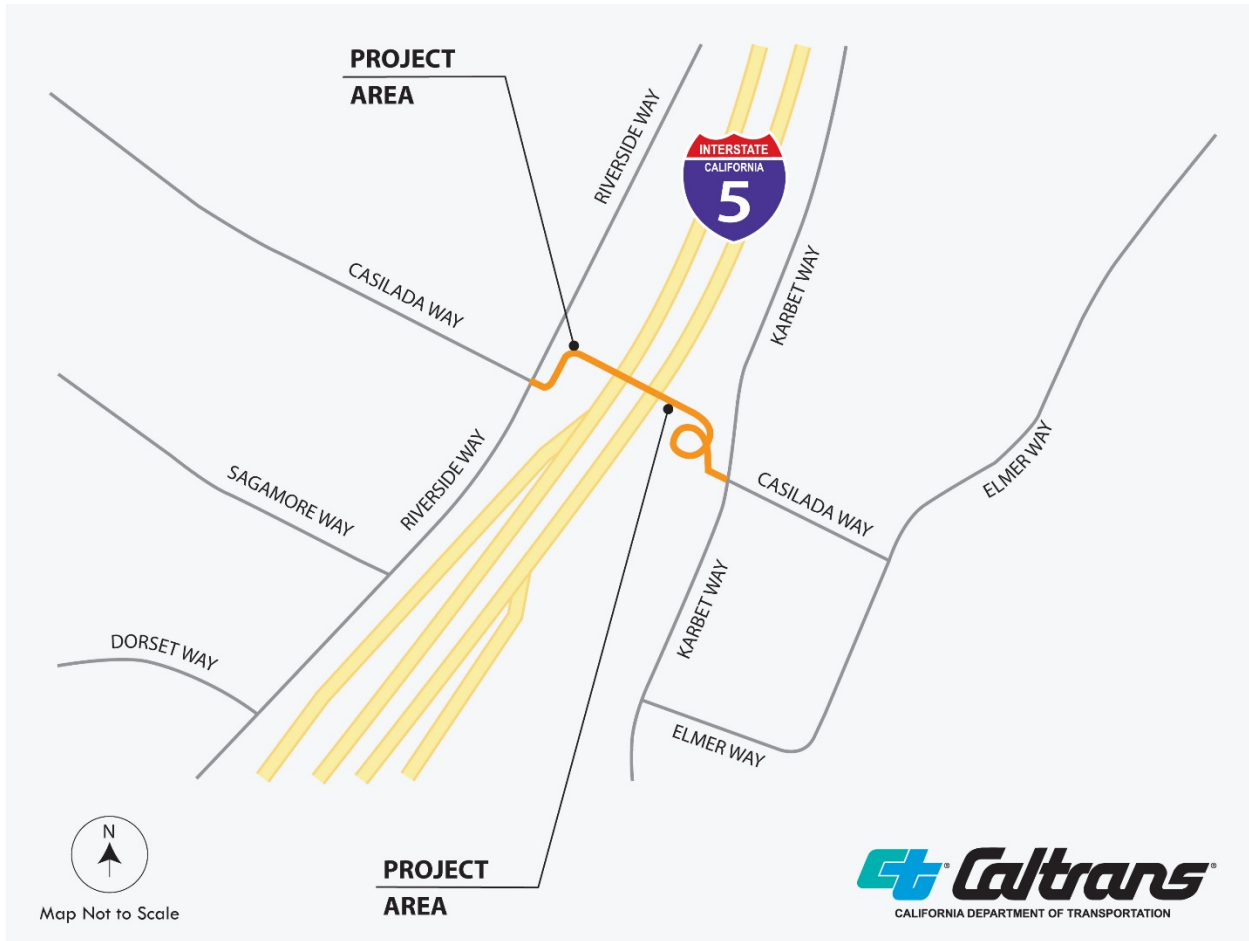 PROJECT
AREA
RIVERSIDE WAY
INTERSTATE
CALIFORNIA
5
CASILADA WAY
KARBET WAY
SAGAMORE WAY
RIVERSIDE WAY
CASILADA WAY
ELMER WAY
DORSET WAY
KARBET WAY
ELMER WAY
N
Map Not to Scale
PROJECT
AREA
Ct® Caltrans®
CALIFORNIA DEPARTMENT OF TRANSPORTATION